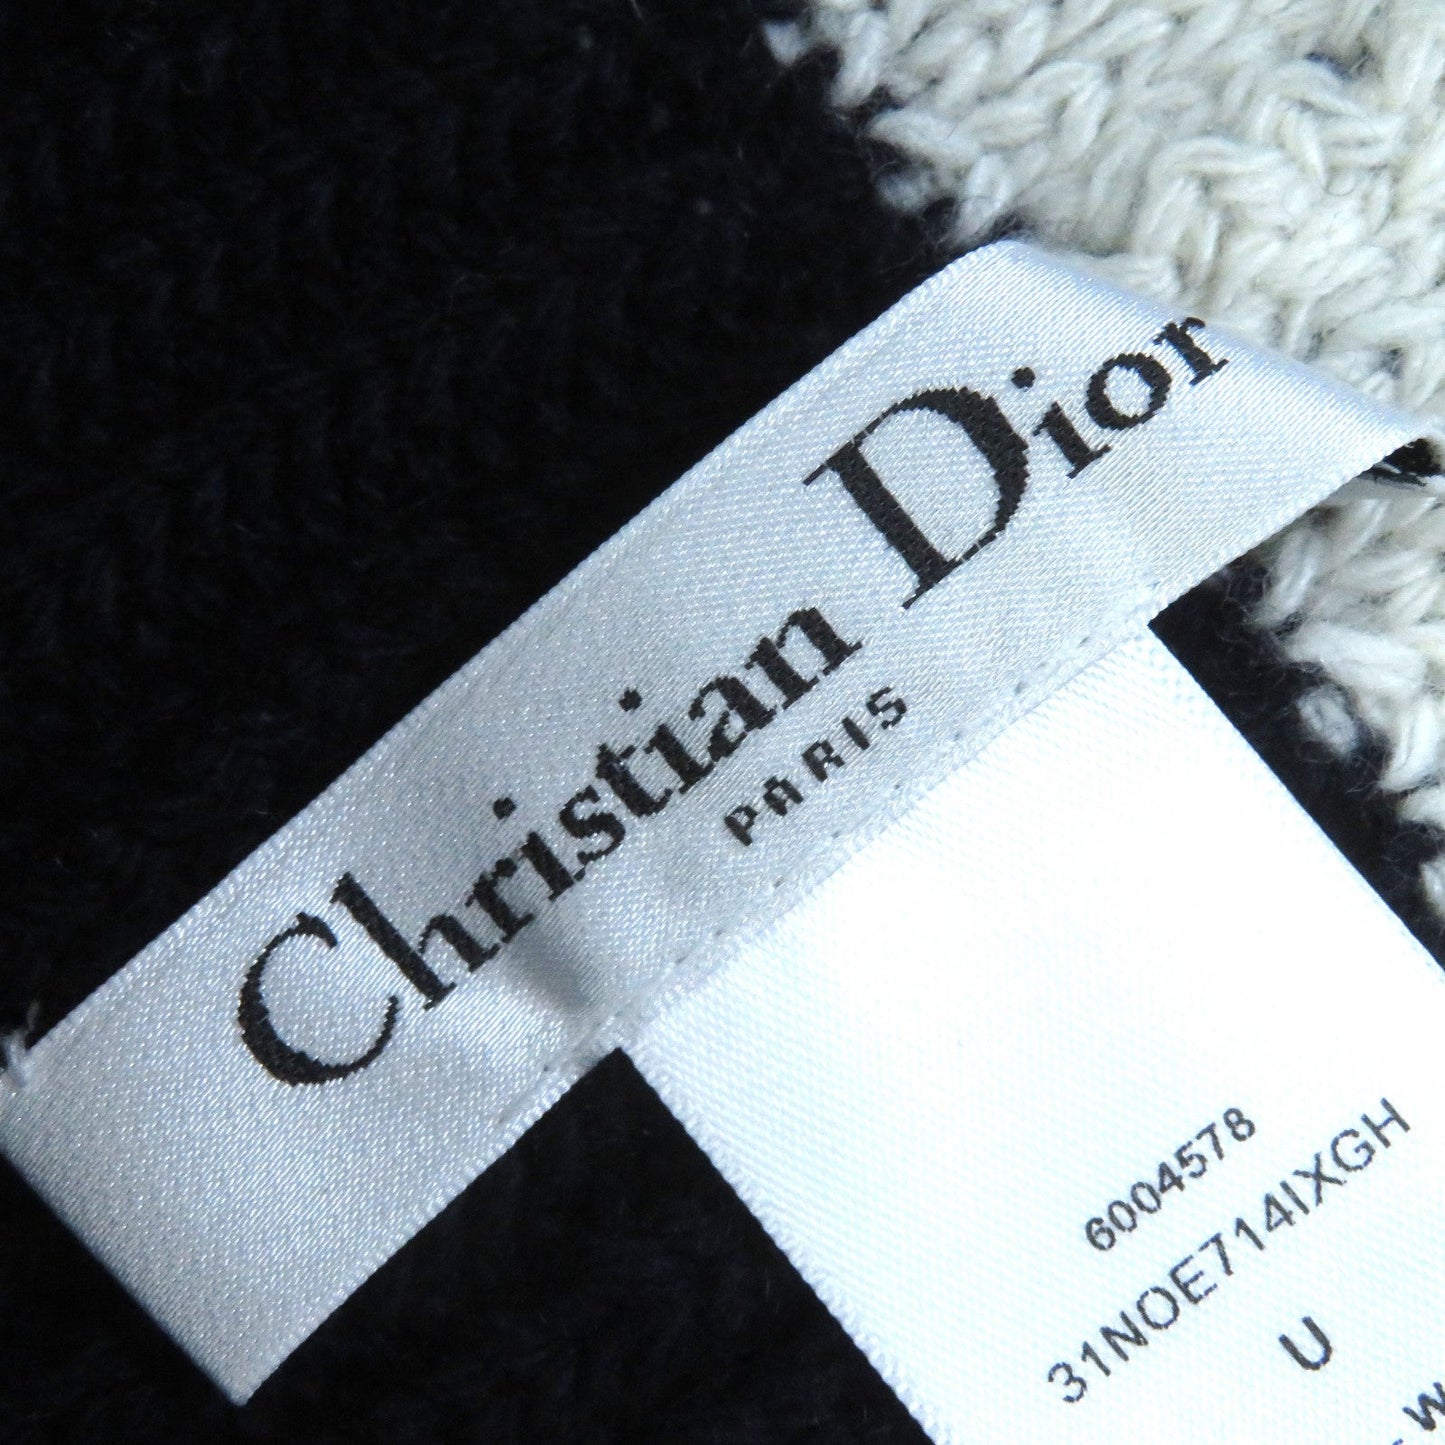 Christian Dior
PARIS
6004578
31NOE714IXGH
U